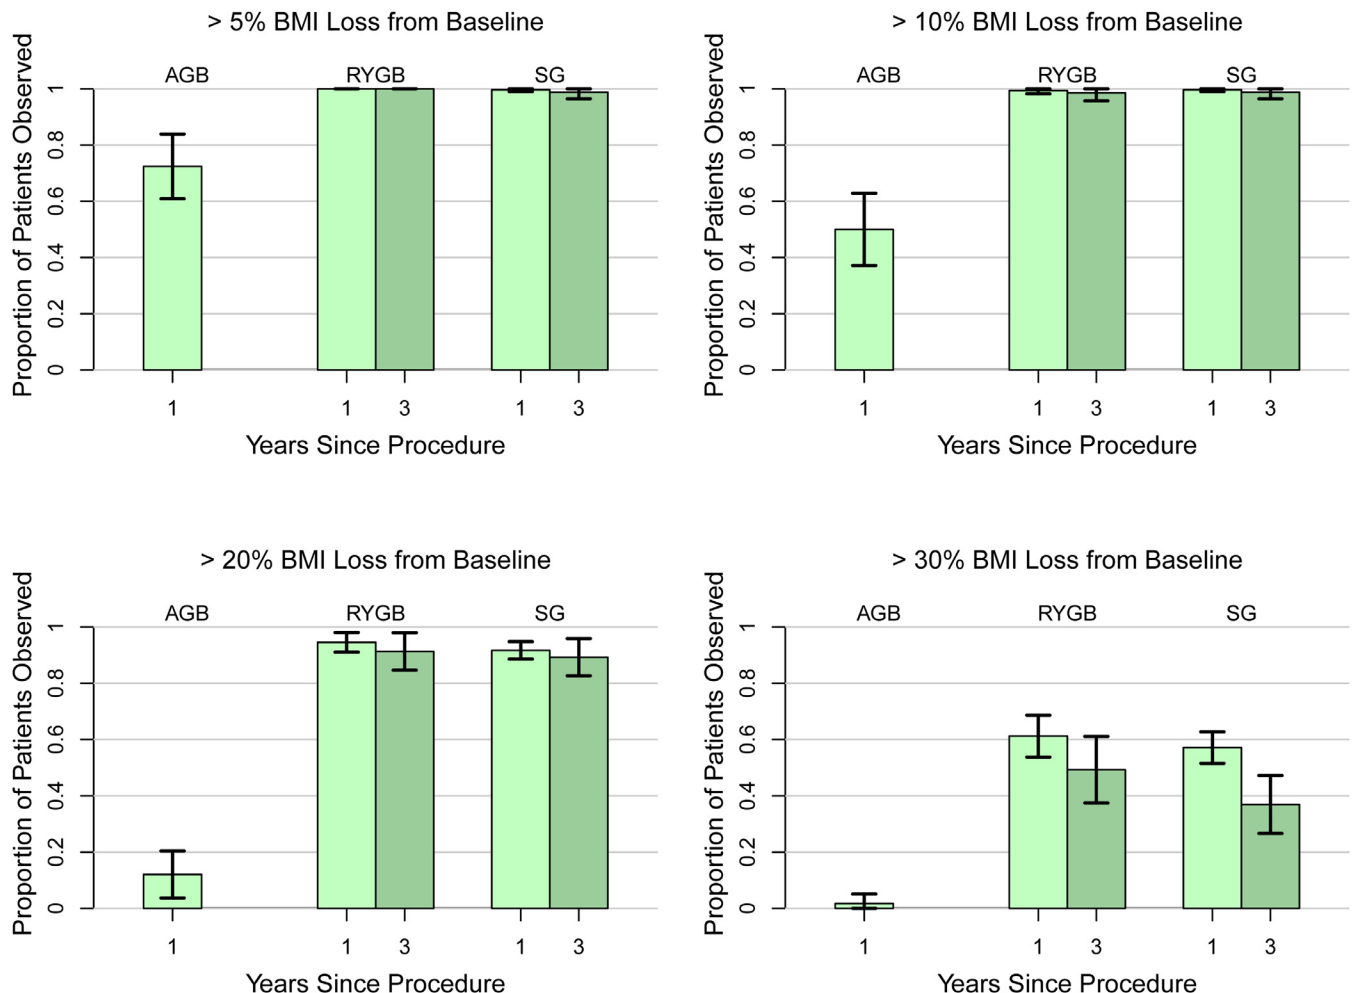 > 5% BMI Loss from Baseline
AGB RYGB SG
Proportion of Patients Observed
1
0.8
0.6
0.4
0.2
0
1 1 3 1 3
Years Since Procedure
> 10% BMI Loss from Baseline
AGB RYGB SG
Proportion of Patients Observed
1
0.8
0.6
0.4
0.2
0
1 1 3 1 3
Years Since Procedure
> 20% BMI Loss from Baseline
AGB RYGB SG
Proportion of Patients Observed
1
0.8
0.6
0.4
0.2
0
1 1 3 1 3
Years Since Procedure
> 30% BMI Loss from Baseline
AGB RYGB SG
Proportion of Patients Observed
1
0.8
0.6
0.4
0.2
0
1 1 3 1 3
Years Since Procedure